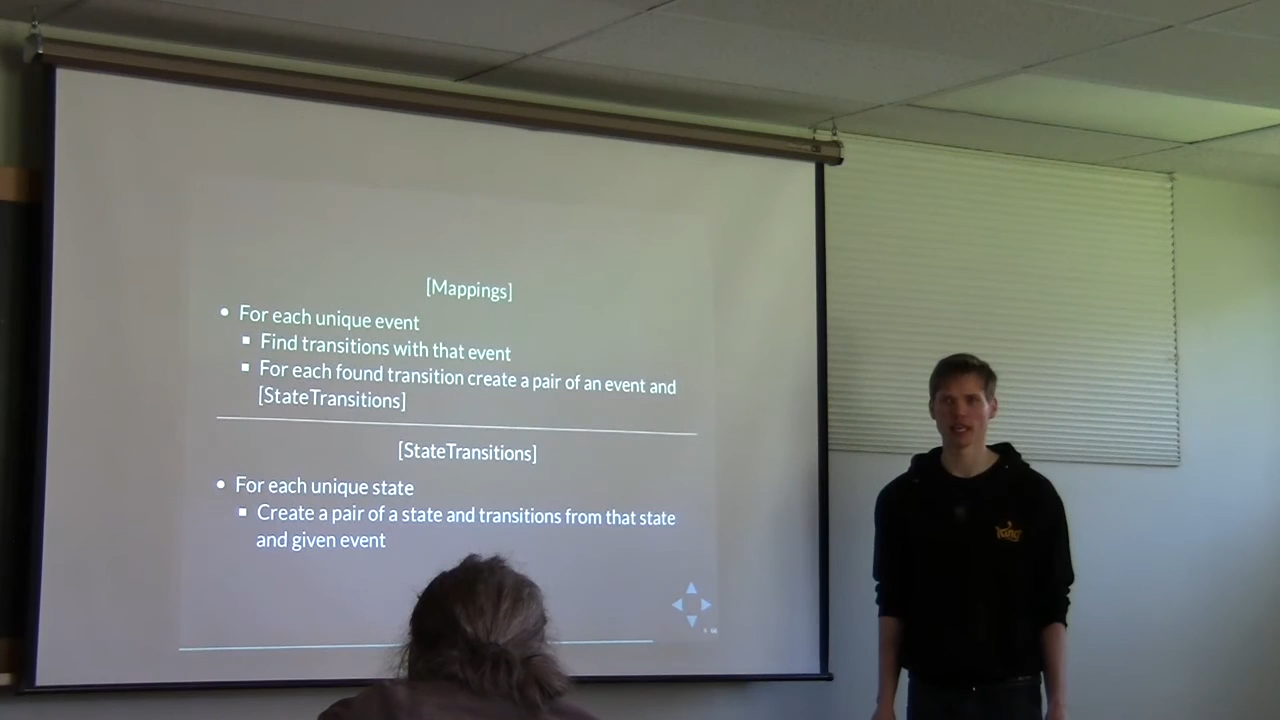 [Mappings]
• For each unique event
▪ Find transitions with that event
▪ For each found transition create a pair of an event and
[StateTransitions]
[StateTransitions]
• For each unique state
▪ Create a pair of a state and transitions from that state
and given event
King